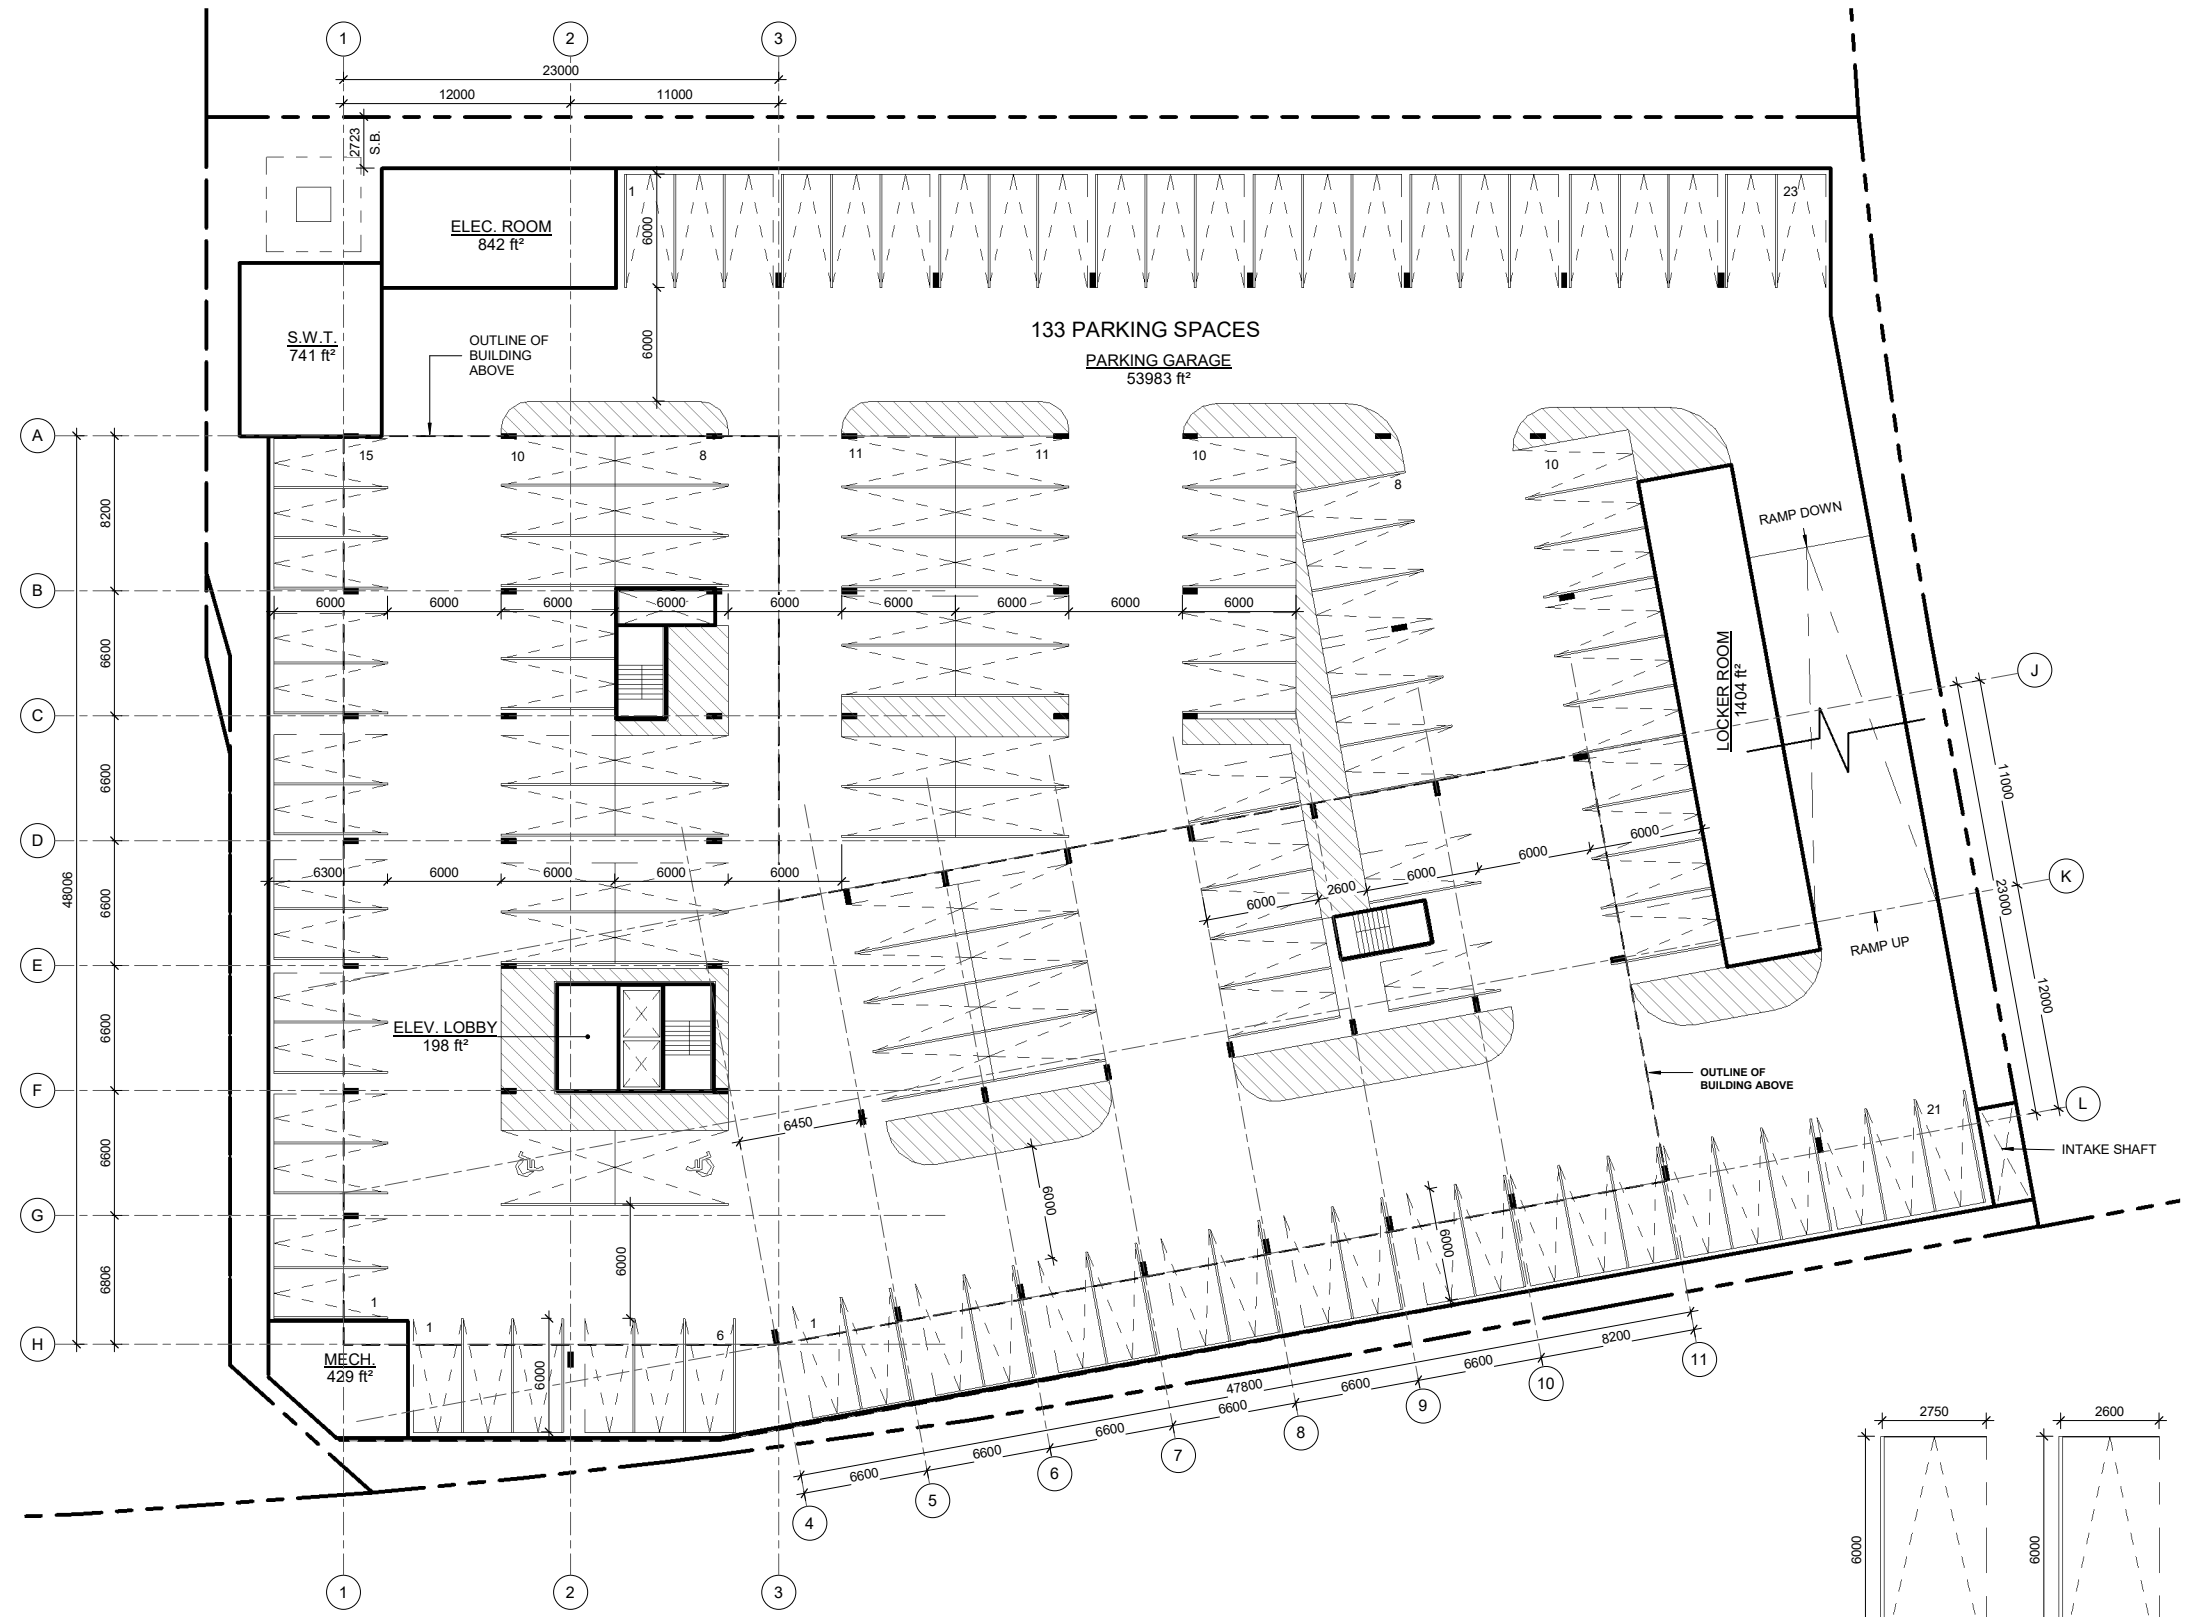 1
2
3
23000
12000
11000
2723
S.B.
1
23
6000
6000
ELEC. ROOM
842 ft²
S.W.T.
741 ft²
OUTLINE OF
BUILDING
ABOVE
133 PARKING SPACES
PARKING GARAGE
53983 ft²
A
B
C
D
E
F
G
H
8200
6600
6600
6600
6600
6600
6806
48006
15
10
8
11
11
10
8
10
6000
6000
6000
6000
6000
6000
6000
6000
6000
RAMP DOWN
LOCKER ROOM
1404 ft²
J
K
L
11000
23000
12000
6300
6000
6000
6000
6000
6000
2600
6000
6000
6000
RAMP UP
ELEV. LOBBY
198 ft²
6450
6000
OUTLINE OF
BUILDING ABOVE
21
INTAKE SHAFT
6000
6000
6000
1
MECH.
429 ft²
1
6
1
47800
6600
6600
6600
6600
6600
6600
8200
4
5
6
7
8
9
10
11
1
2
3
2750
2600
6000
6000